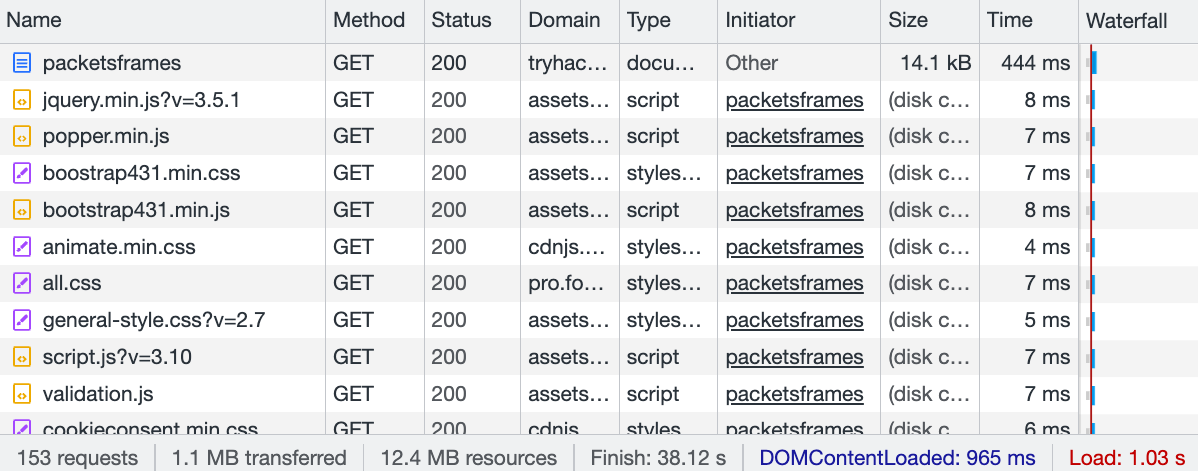 Name Method Status Domain Type Initiator Size Time Waterfall
packetsframes GET 200 tryhac... docu... Other 14.1 kB 444 ms
jquery.min.js?v=3.5.1 GET 200 assets... script packetsframes (disk c... 8 ms
popper.min.js GET 200 assets... script packetsframes (disk c... 7 ms
boostrap431.min.css GET 200 assets... styles... packetsframes (disk c... 7 ms
bootstrap431.min.js GET 200 assets... script packetsframes (disk c... 8 ms
animate.min.css GET 200 cdnjs.... styles... packetsframes (disk c... 4 ms
all.css GET 200 pro.fo... styles... packetsframes (disk c... 7 ms
general-style.css?v=2.7 GET 200 assets... styles... packetsframes (disk c... 5 ms
script.js?v=3.10 GET 200 assets... script packetsframes (disk c... 7 ms
validation.js GET 200 assets... script packetsframes (disk c... 7 ms
cookieconsent.min.css GET 200 cdnjs.... styles... packetsframes (disk c... 6 ms
153 requests 1.1 MB transferred 12.4 MB resources Finish: 38.12 s DOMContentLoaded: 965 ms Load: 1.03 s